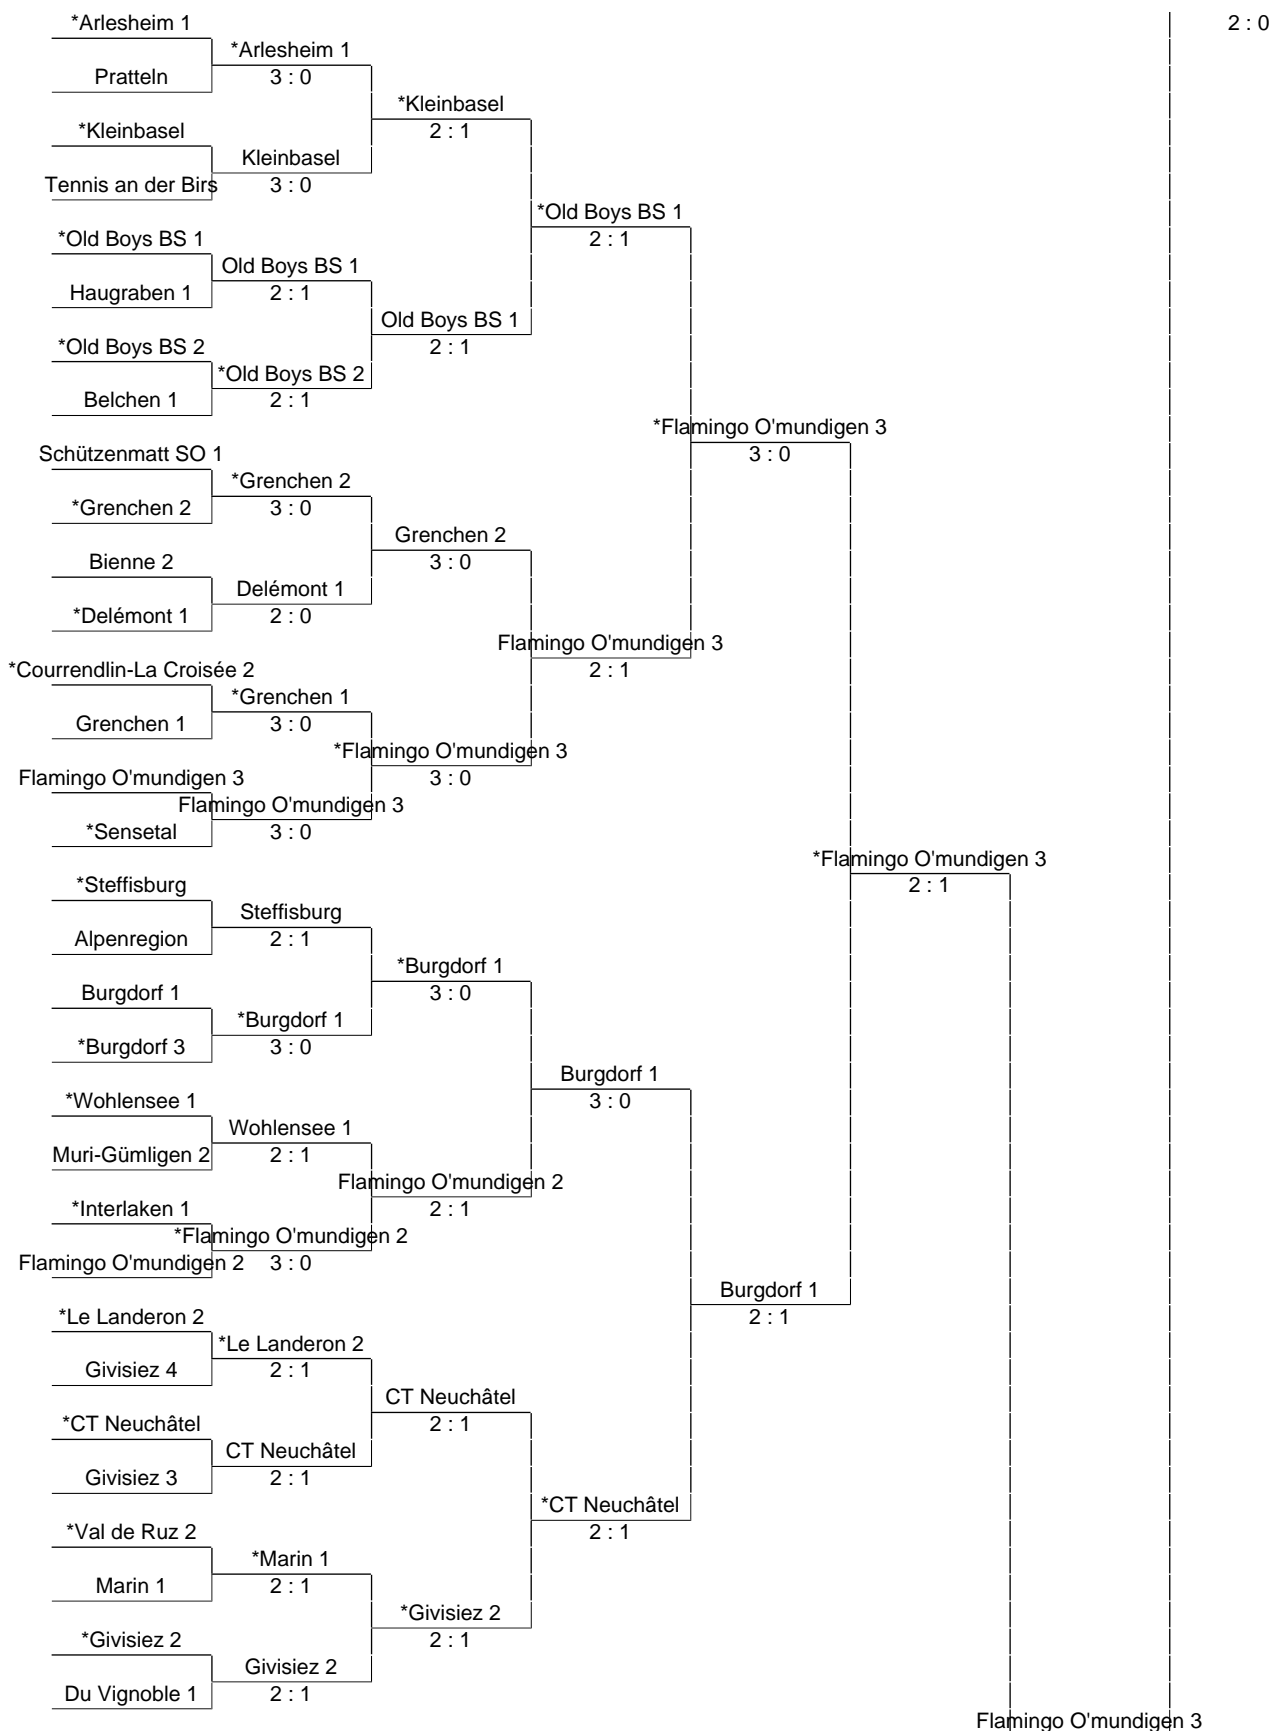 *Arlesheim 1
2 : 0
*Arlesheim 1
Pratteln
3 : 0
*Kleinbasel
*Kleinbasel
2 : 1
Kleinbasel
Tennis an der Birs
3 : 0
*Old Boys BS 1
*Old Boys BS 1
2 : 1
Old Boys BS 1
Haugraben 1
2 : 1
Old Boys BS 1
*Old Boys BS 2
2 : 1
*Old Boys BS 2
Belchen 1
2 : 1
*Flamingo O'mundigen 3
Schützenmatt SO 1
3 : 0
*Grenchen 2
*Grenchen 2
3 : 0
Grenchen 2
Bienne 2
3 : 0
Delémont 1
*Delémont 1
2 : 0
Flamingo O'mundigen 3
*Courrendlin-La Croisée 2
2 : 1
*Grenchen 1
Grenchen 1
3 : 0
*Flamingo O'mundigen 3
Flamingo O'mundigen 3
3 : 0
Flamingo O'mundigen 3
*Sensetal
3 : 0
*Flamingo O'mundigen 3
*Steffisburg
2 : 1
Steffisburg
Alpenregion
2 : 1
*Burgdorf 1
Burgdorf 1
3 : 0
*Burgdorf 1
*Burgdorf 3
3 : 0
Burgdorf 1
*Wohlensee 1
3 : 0
Wohlensee 1
Muri-Gümligen 2
2 : 1
Flamingo O'mundigen 2
*Interlaken 1
2 : 1
*Flamingo O'mundigen 2
Flamingo O'mundigen 2
3 : 0
Burgdorf 1
*Le Landeron 2
2 : 1
*Le Landeron 2
Givisiez 4
2 : 1
CT Neuchâtel
*CT Neuchâtel
2 : 1
CT Neuchâtel
Givisiez 3
2 : 1
*CT Neuchâtel
*Val de Ruz 2
2 : 1
*Marin 1
Marin 1
2 : 1
*Givisiez 2
*Givisiez 2
2 : 1
Givisiez 2
Du Vignoble 1
2 : 1
Flamingo O'mundigen 3